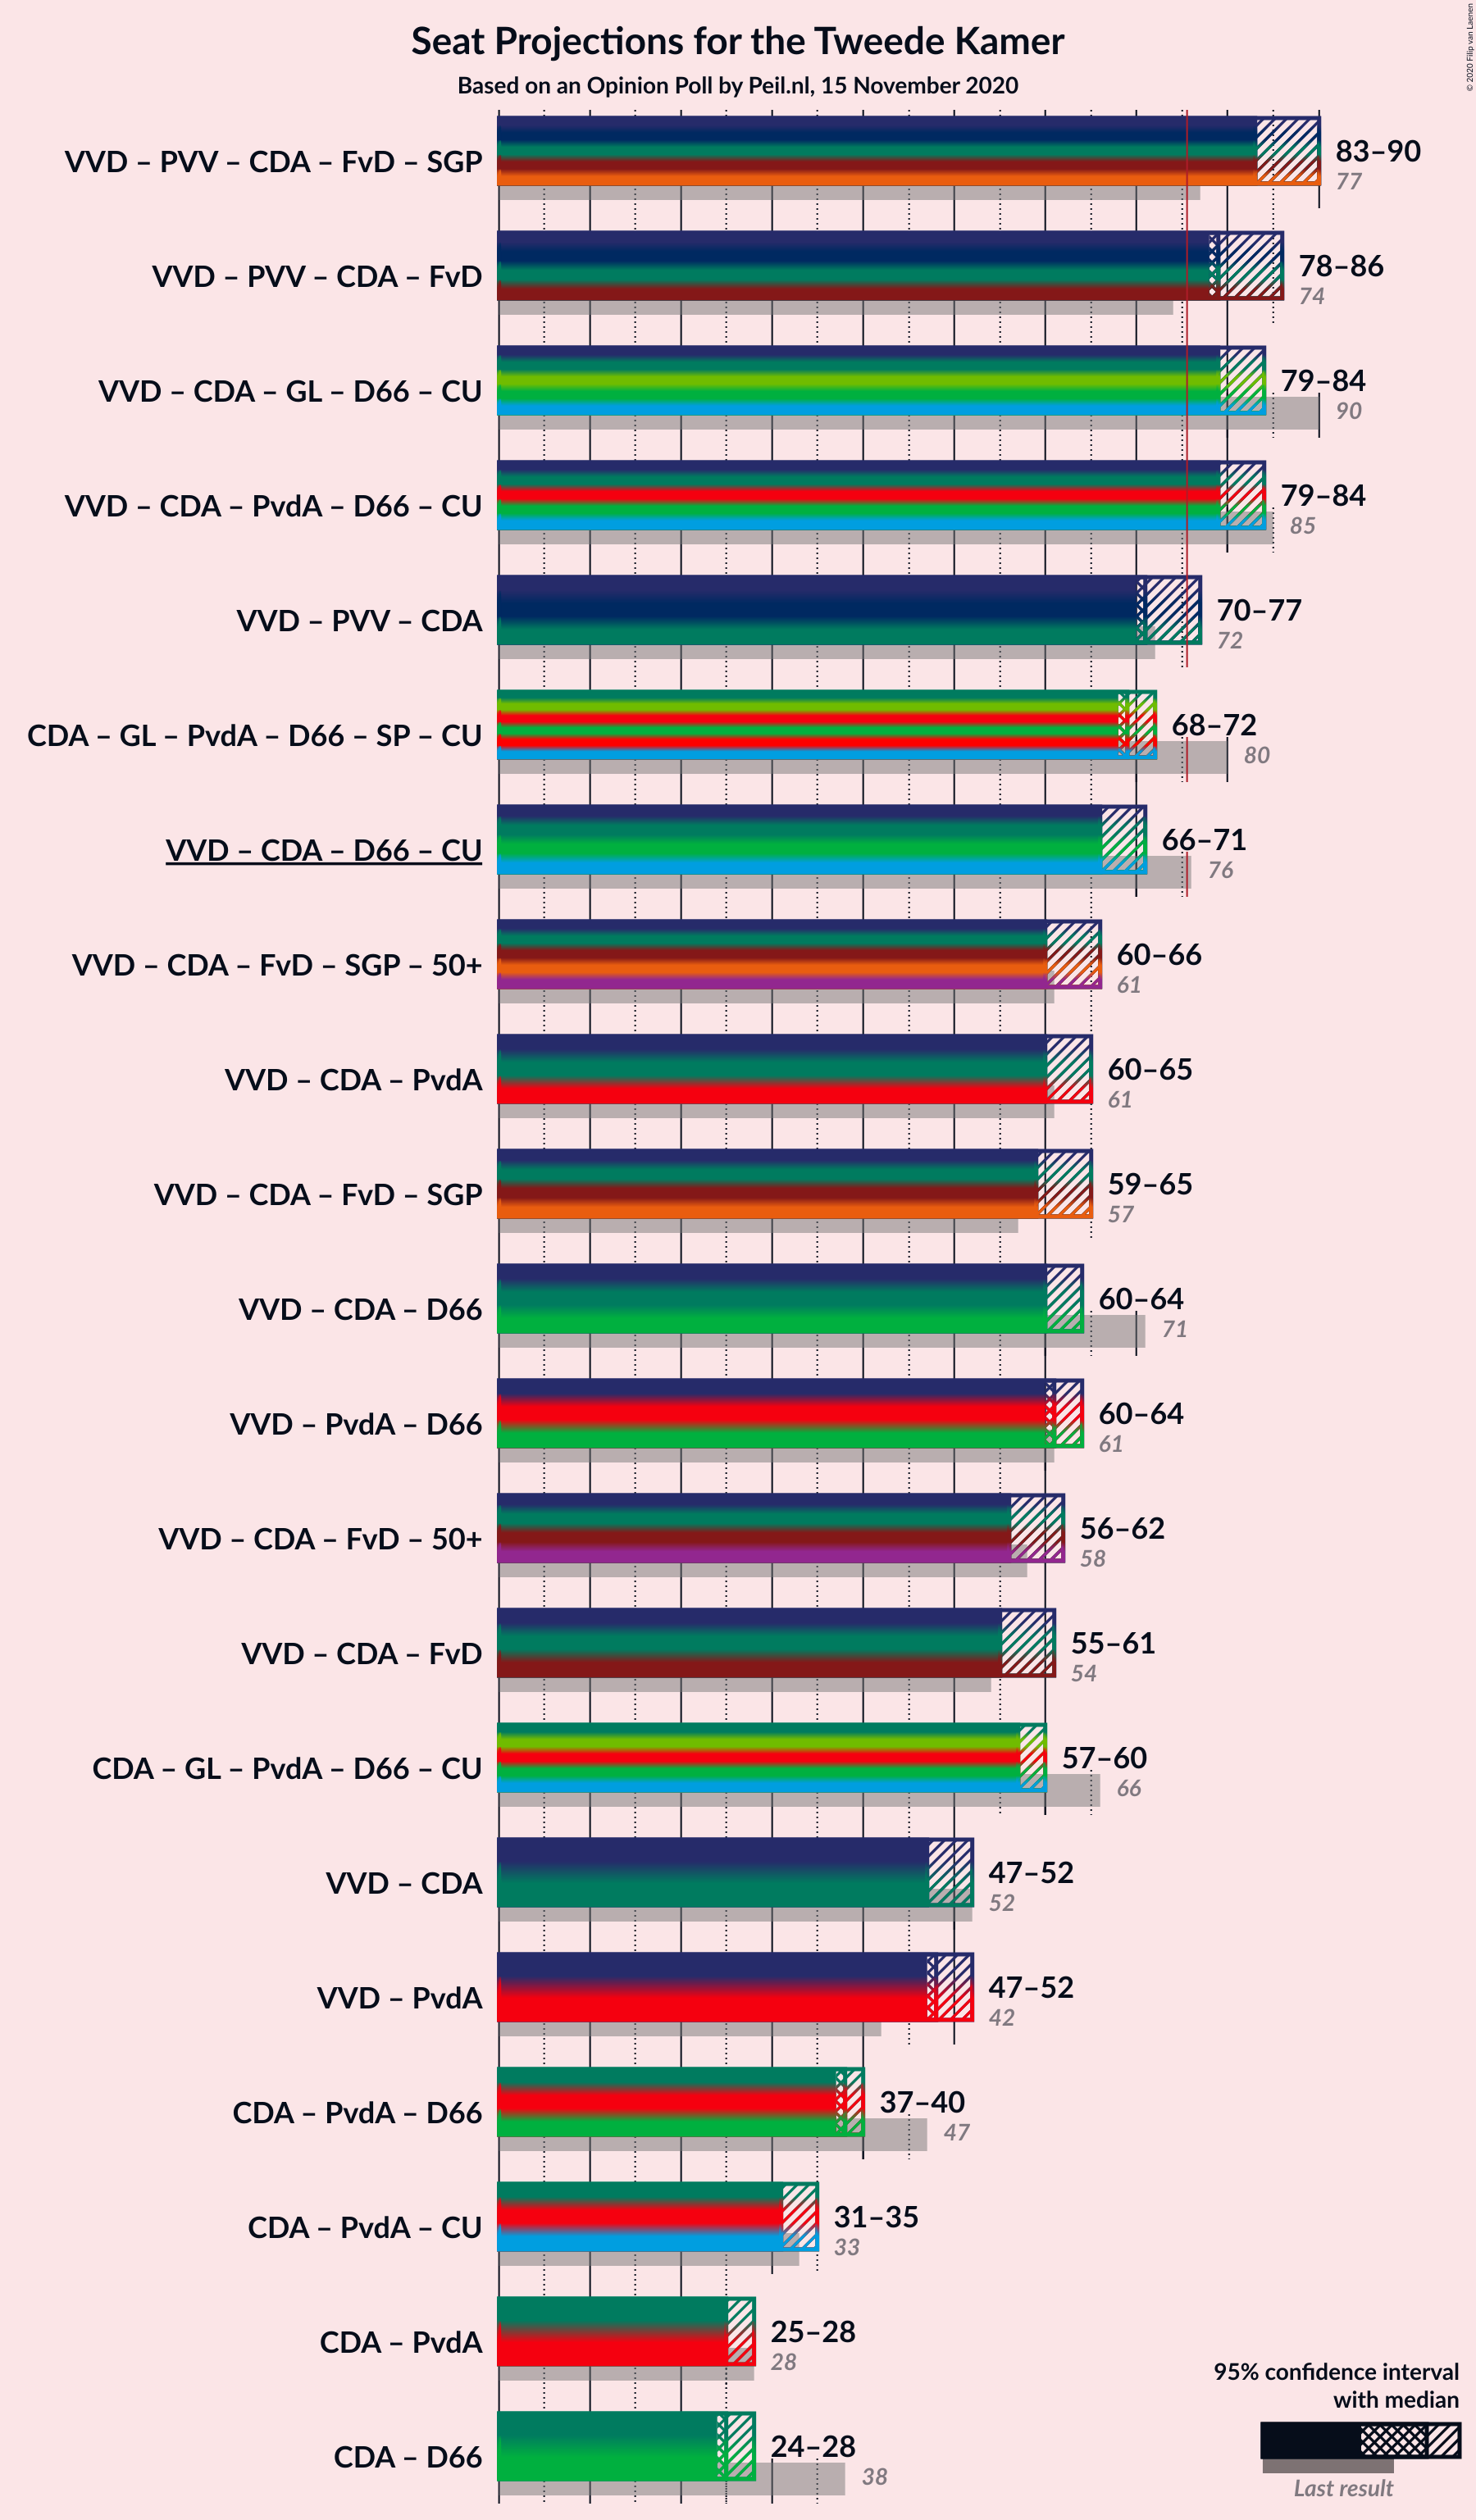 © 2020 Filip van Laenen
Seat Projections for the Tweede Kamer
Based on an Opinion Poll by Peil.nl, 15 November 2020
VVD – PVV – CDA – FvD – SGP
83–90
77
VVD – PVV – CDA – FvD
78–86
74
VVD – CDA – GL – D66 – CU
79–84
90
VVD – CDA – PvdA – D66 – CU
79–84
85
VVD – PVV – CDA
70–77
72
CDA – GL – PvdA – D66 – SP – CU
68–72
80
VVD – CDA – D66 – CU
66–71
76
VVD – CDA – FvD – SGP – 50+
60–66
61
VVD – CDA – PvdA
60–65
61
VVD – CDA – FvD – SGP
59–65
57
VVD – CDA – D66
60–64
71
VVD – PvdA – D66
60–64
61
VVD – CDA – FvD – 50+
56–62
58
VVD – CDA – FvD
55–61
54
CDA – GL – PvdA – D66 – CU
57–60
66
VVD – CDA
47–52
52
VVD – PvdA
47–52
42
CDA – PvdA – D66
37–40
47
CDA – PvdA – CU
31–35
33
CDA – PvdA
25–28
28
CDA – D66
24–28
38
95% confidence interval
with median
Last result